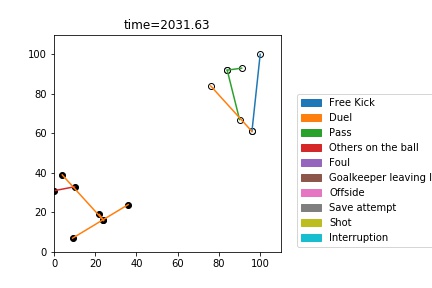 time=2031.63
100
80
60
40
20
0
0 20 40 60 80 100
Free Kick
Duel
Pass
Others on the ball
Foul
Goalkeeper leaving l
Offside
Save attempt
Shot
Interruption